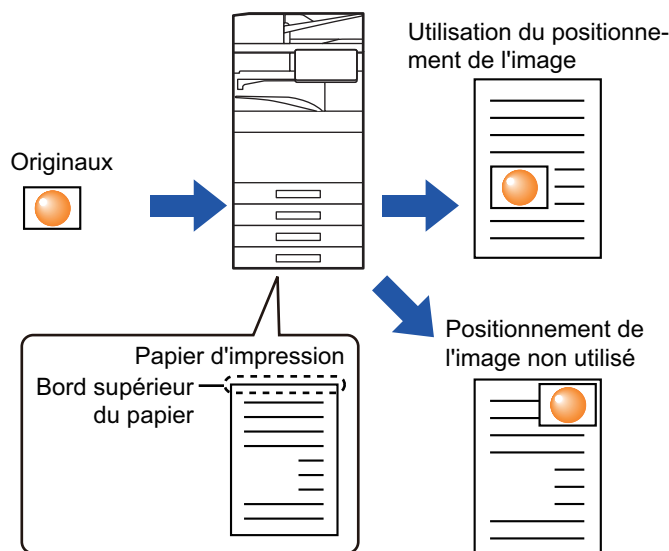 Utilisation du positionne-
ment de l'image
Originaux
Positionnement de
l'image non utilisé
Papier d'impression
Bord supérieur
du papier